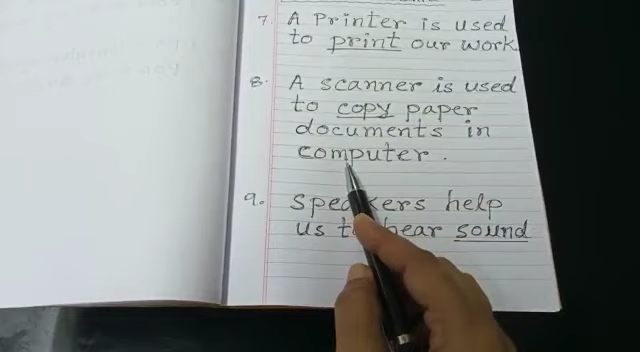 7. A Printer is used
to print our work.
8. A scanner is used
to copy paper
documents in
computer.
9. Speakers help
us to hear sound